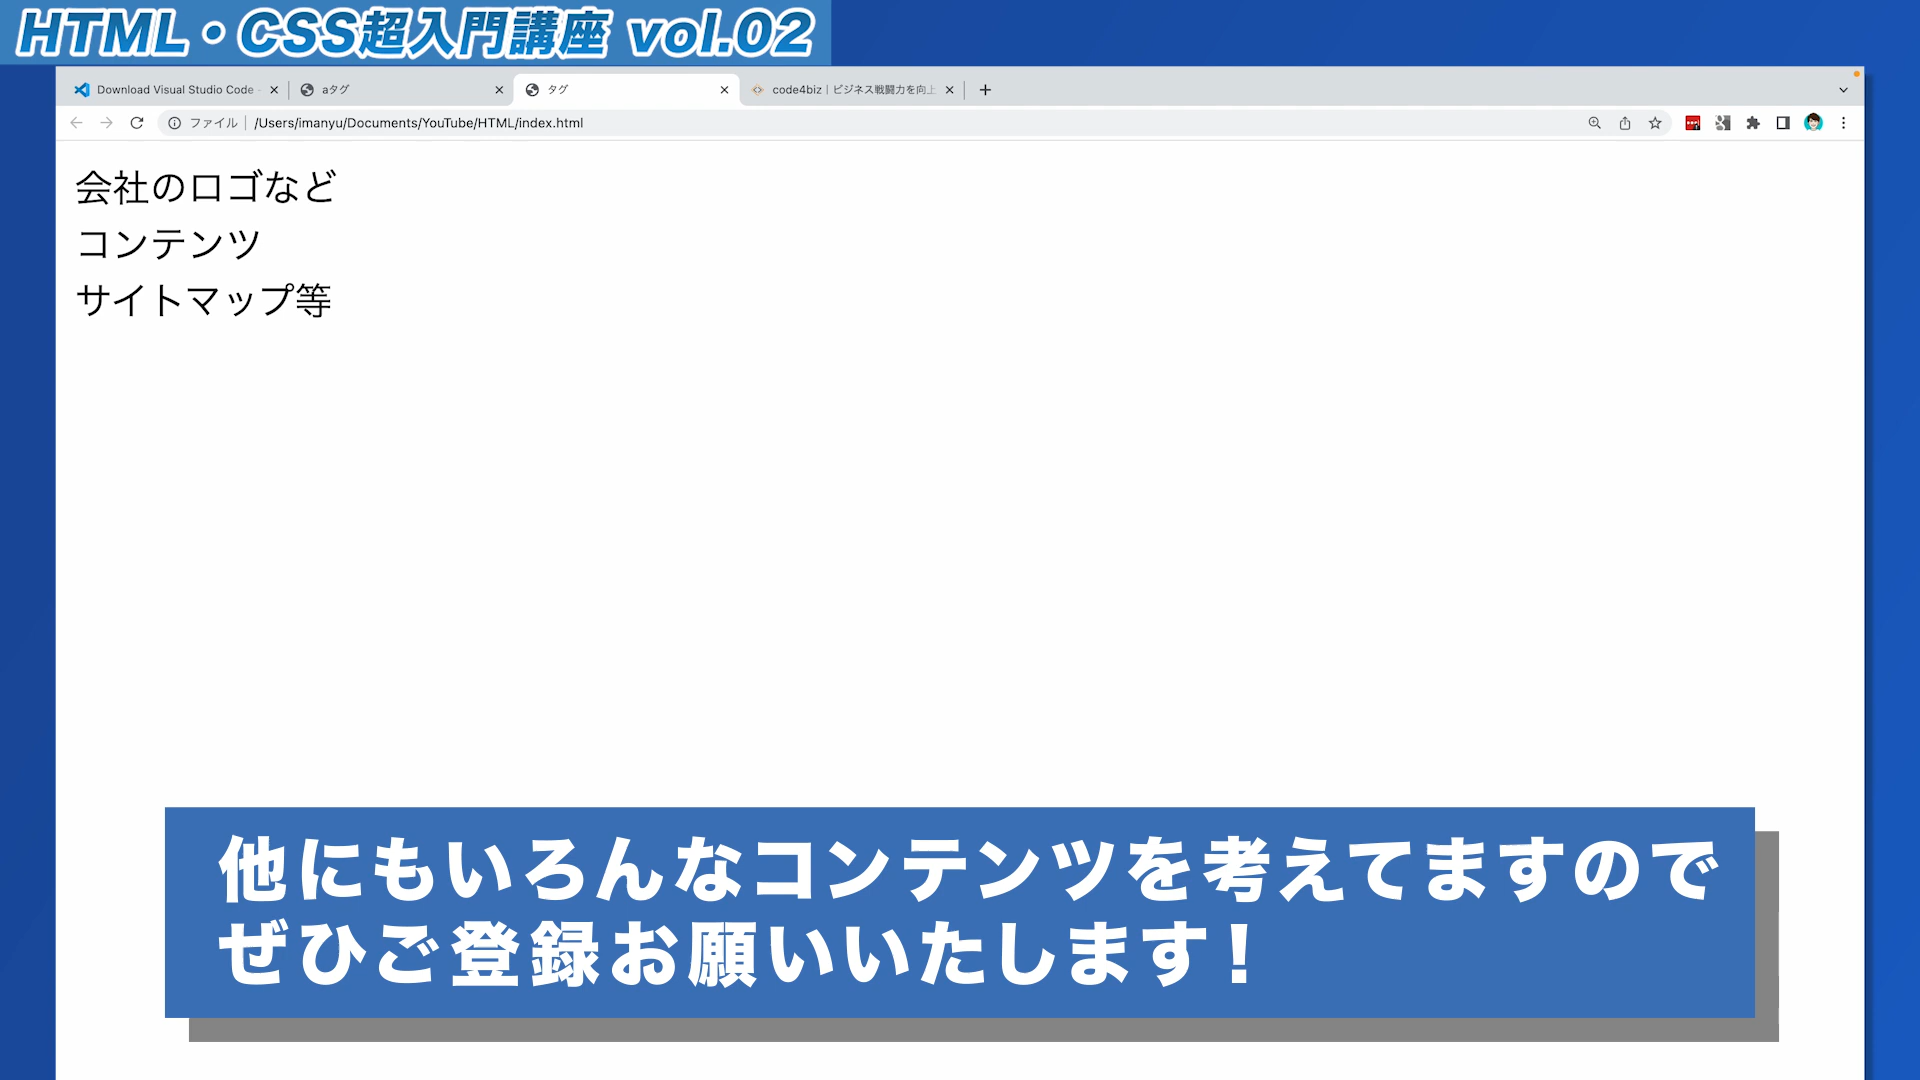 HTML・CSS超入門講座 vol.02
Download Visual Studio Code -
aタグ
タグ
code4biz｜ビジネス戦闘力を向上
ファイル
/Users/imanyu/Documents/YouTube/HTML/index.html
会社のロゴなど
コンテンツ
サイトマップ等
他にもいろんなコンテンツを考えてますので
ぜひご登録お願いいたします！